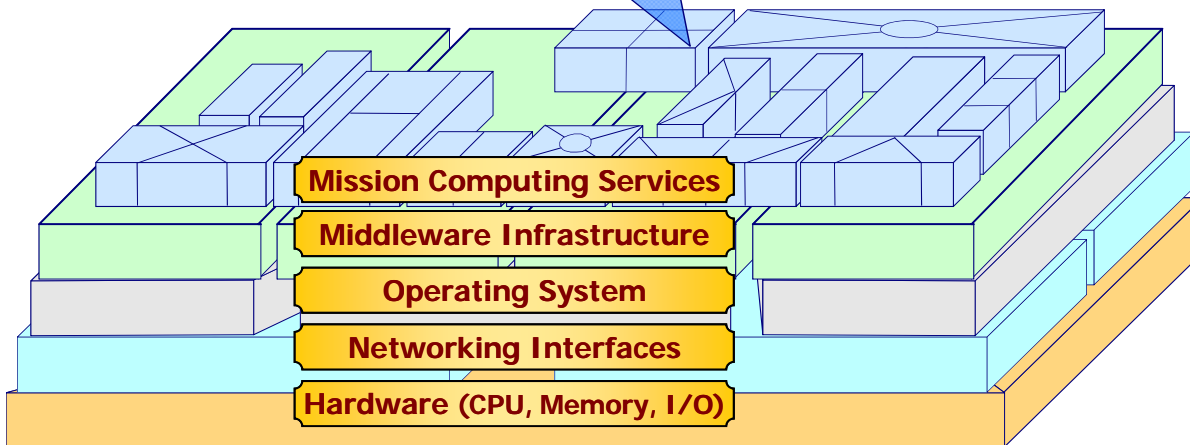 Mission Computing Services
Middleware Infrastructure
Operating System
Networking Interfaces
Hardware (CPU, Memory, I/O)